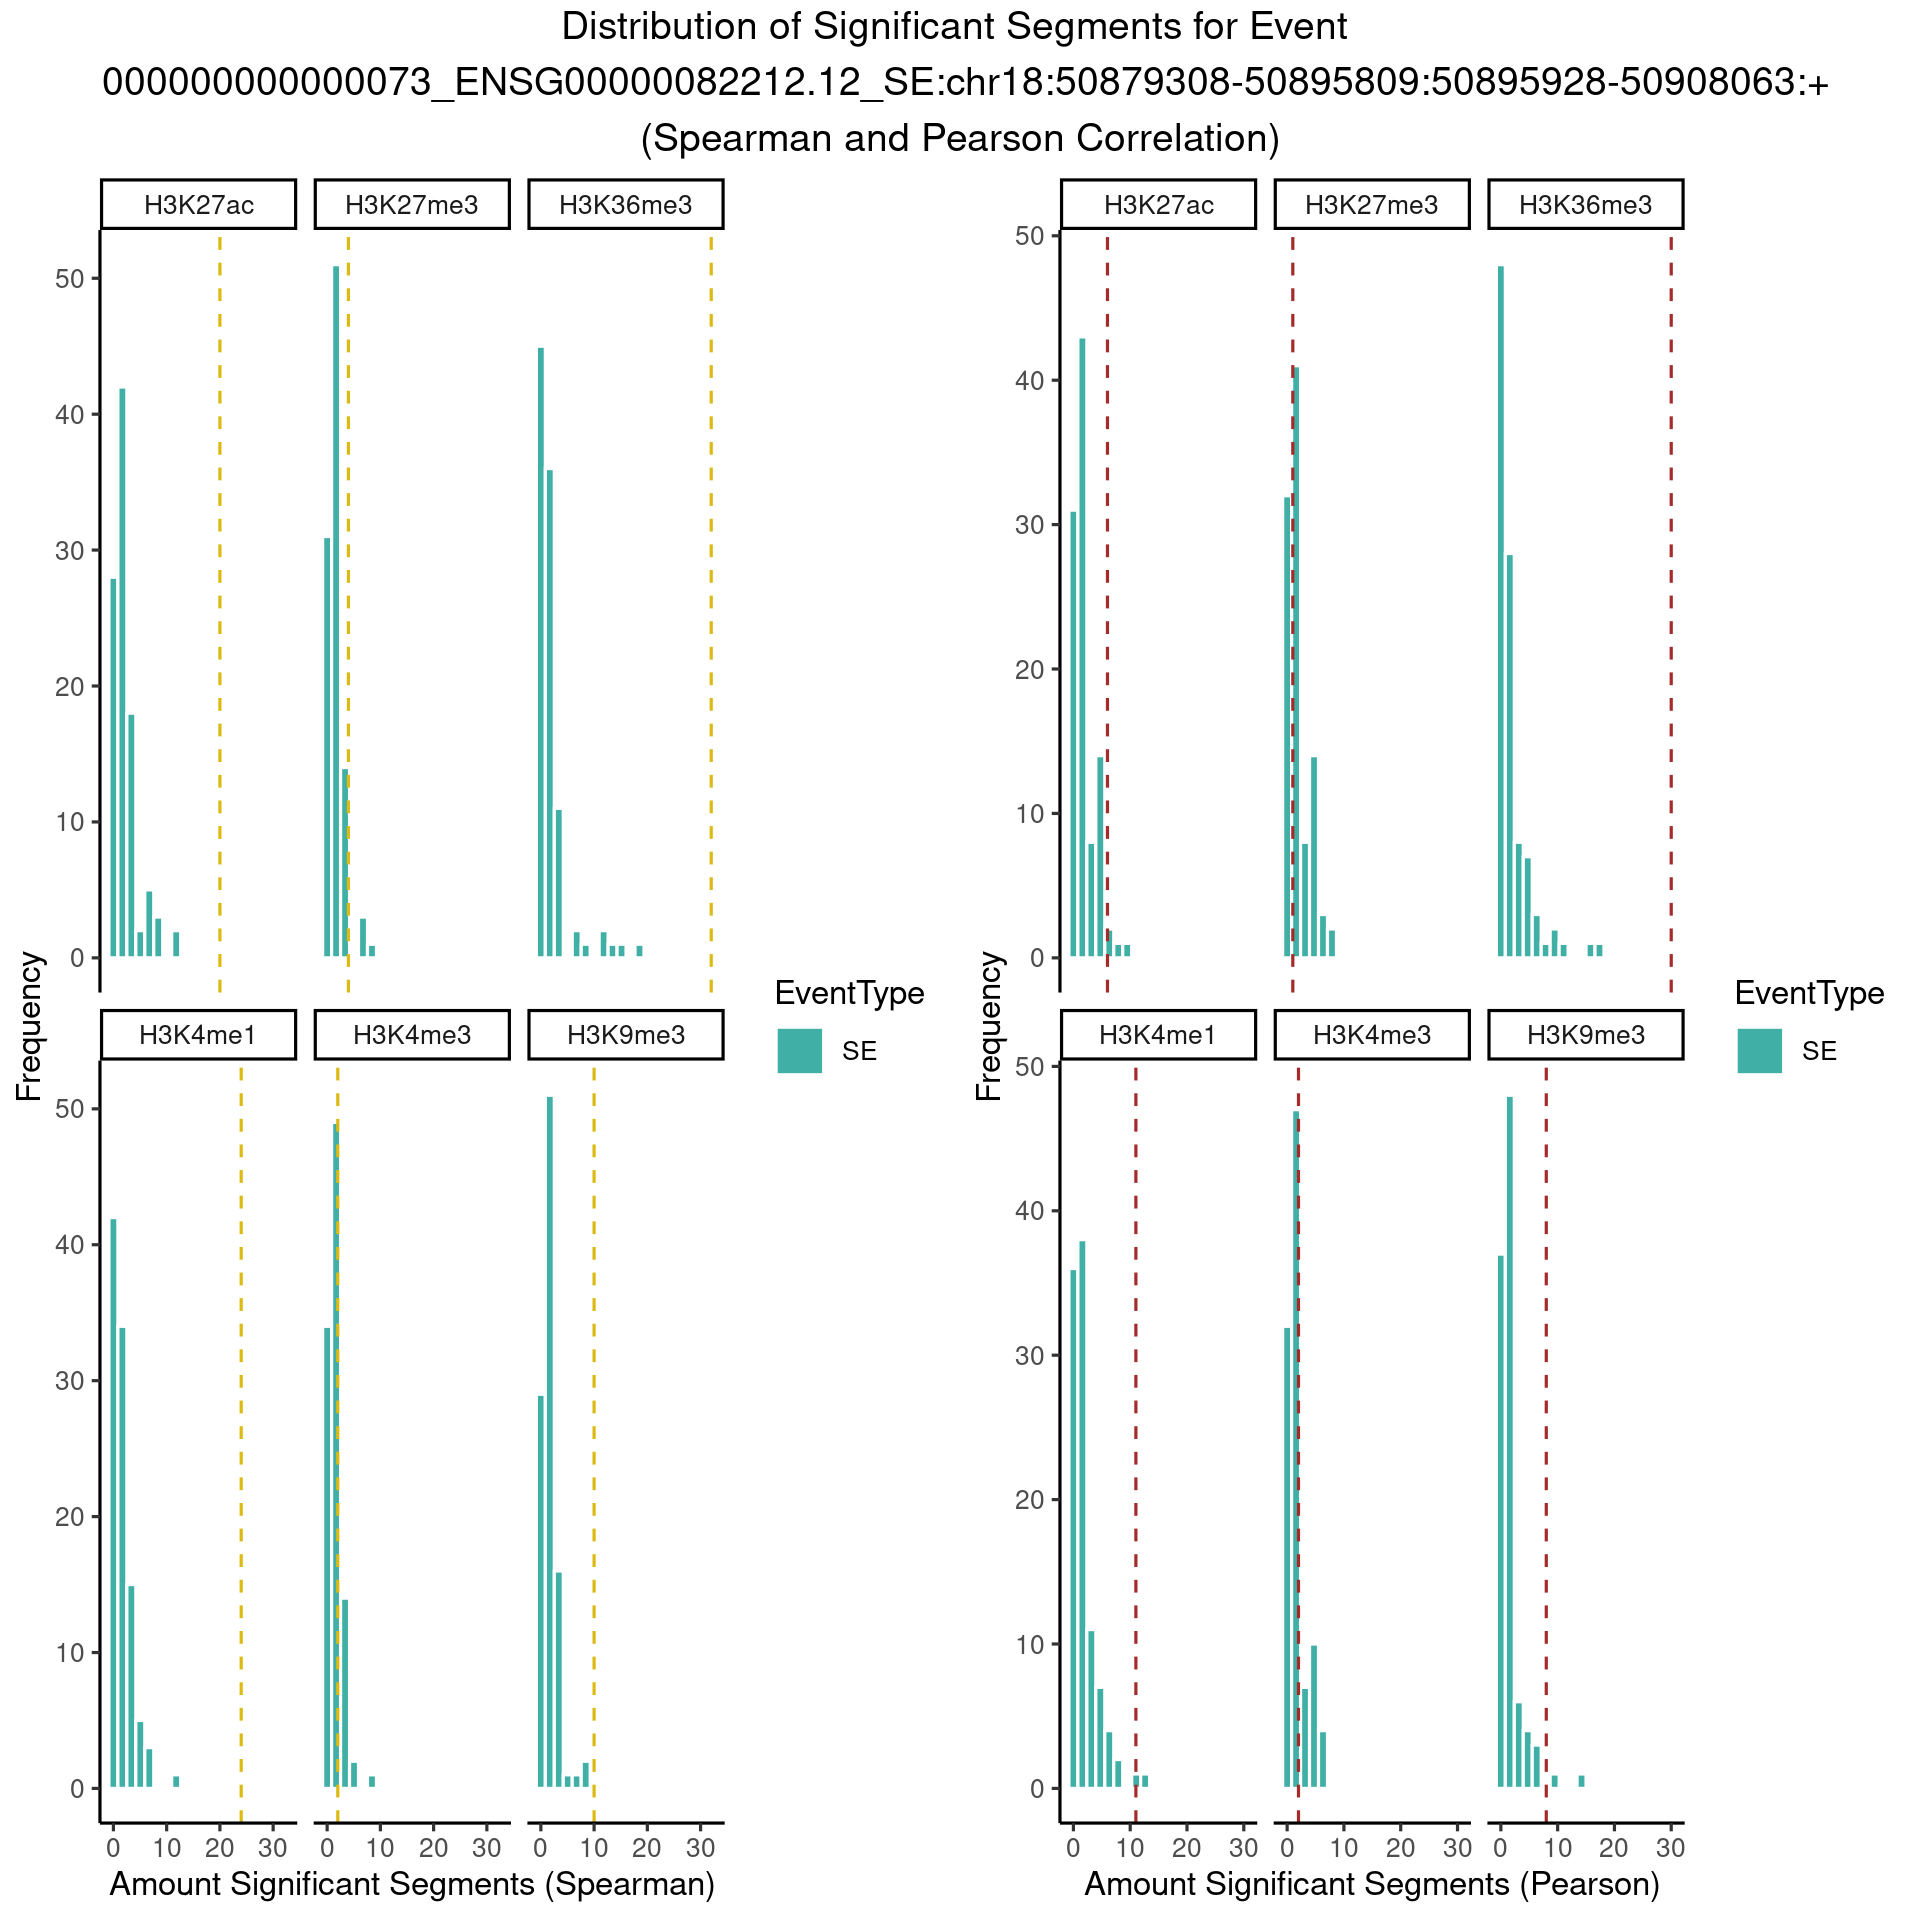 Distribution of Significant Segments for Event
000000000000073_ENSG00000082212.12_SE:chr18:50879308-50895809:50895928-50908063:+
(Spearman and Pearson Correlation)
H3K27ac H3K27me3 H3K36me3
50
40
30
20
10
0
H3K4me1 H3K4me3 H3K9me3
50
40
30
20
10
0
0 10 20 30 0 10 20 30 0 10 20 30
Frequency
Amount Significant Segments (Spearman)
EventType
SE
H3K27ac H3K27me3 H3K36me3
50
40
30
20
10
0
H3K4me1 H3K4me3 H3K9me3
50
40
30
20
10
0
0 10 20 30 0 10 20 30 0 10 20 30
Frequency
Amount Significant Segments (Pearson)
EventType
SE